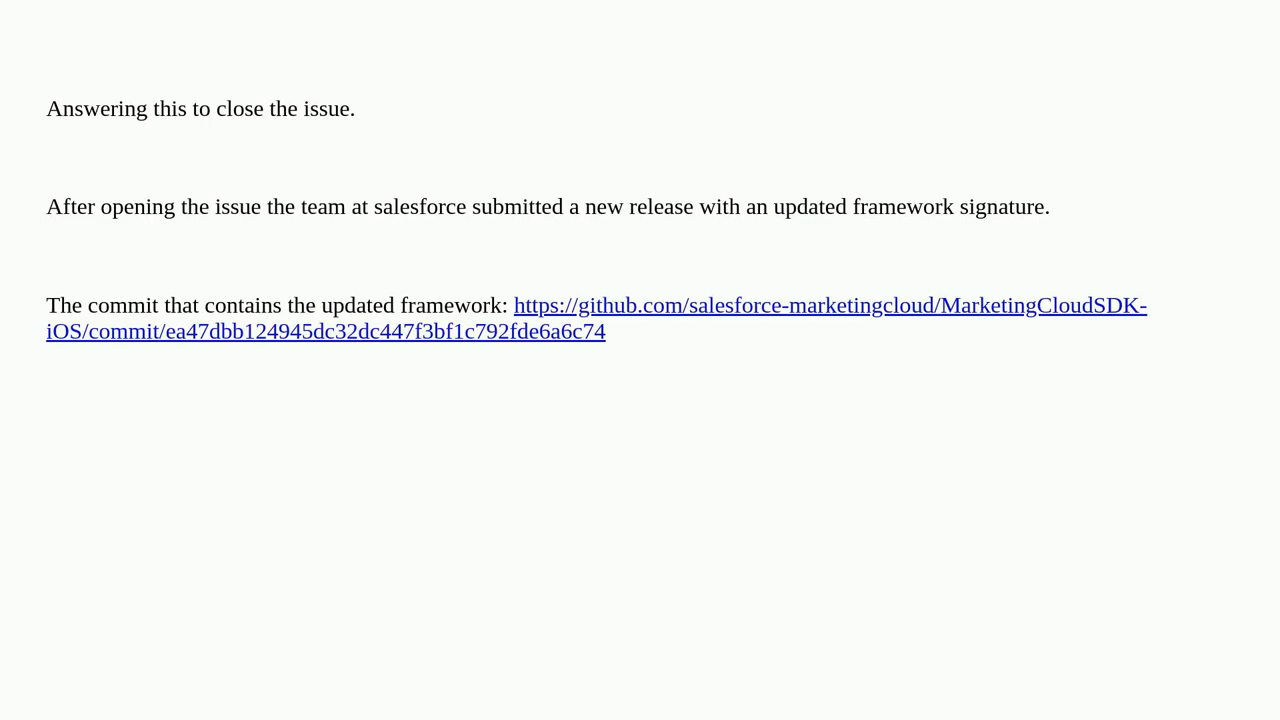 Answering this to close the issue.
After opening the issue the team at salesforce submitted a new release with an updated framework signature.
The commit that contains the updated framework: https://github.com/salesforce-marketingcloud/MarketingCloudSDK-
iOS/commit/ea47dbb124945dc32dc447f3bf1c792fde6a6c74